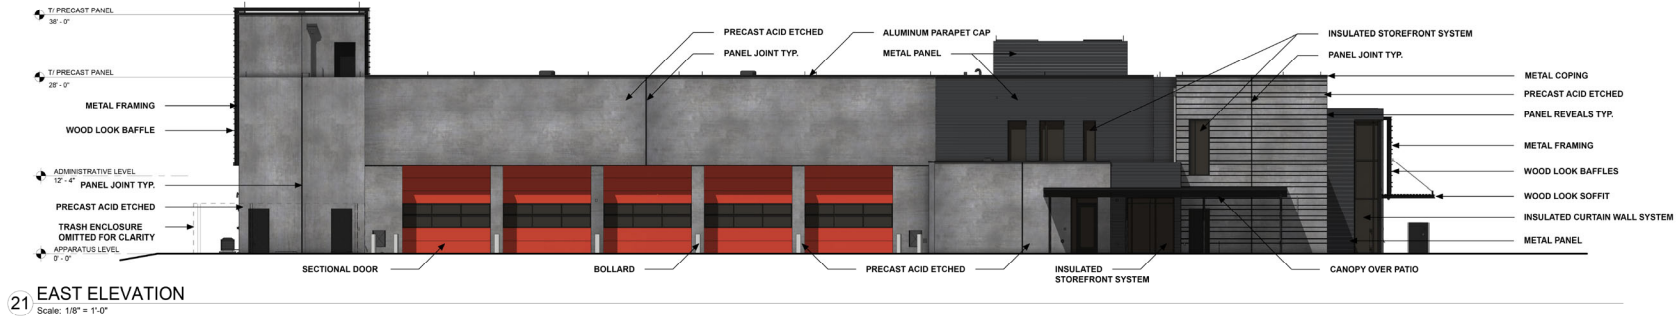 T/ PRECAST PANEL
38' - 0"
T/ PRECAST PANEL
28' - 0"
METAL FRAMING
WOOD LOOK BAFFLE
ADMINISTRATIVE LEVEL
12' - 4"
PANEL JOINT TYP.
PRECAST ACID ETCHED
TRASH ENCLOSURE
OMITTED FOR CLARITY
APPARATUS LEVEL
0' - 0"
PRECAST ACID ETCHED
PANEL JOINT TYP.
ALUMINUM PARAPET CAP
METAL PANEL
INSULATED STOREFRONT SYSTEM
PANEL JOINT TYP.
METAL COPING
PRECAST ACID ETCHED
PANEL REVEALS TYP.
METAL FRAMING
WOOD LOOK BAFFLES
WOOD LOOK SOFFIT
INSULATED CURTAIN WALL SYSTEM
METAL PANEL
SECTIONAL DOOR
BOLLARD
PRECAST ACID ETCHED
INSULATED
STOREFRONT SYSTEM
CANOPY OVER PATIO
21
EAST ELEVATION
Scale: 1/8" = 1'-0"